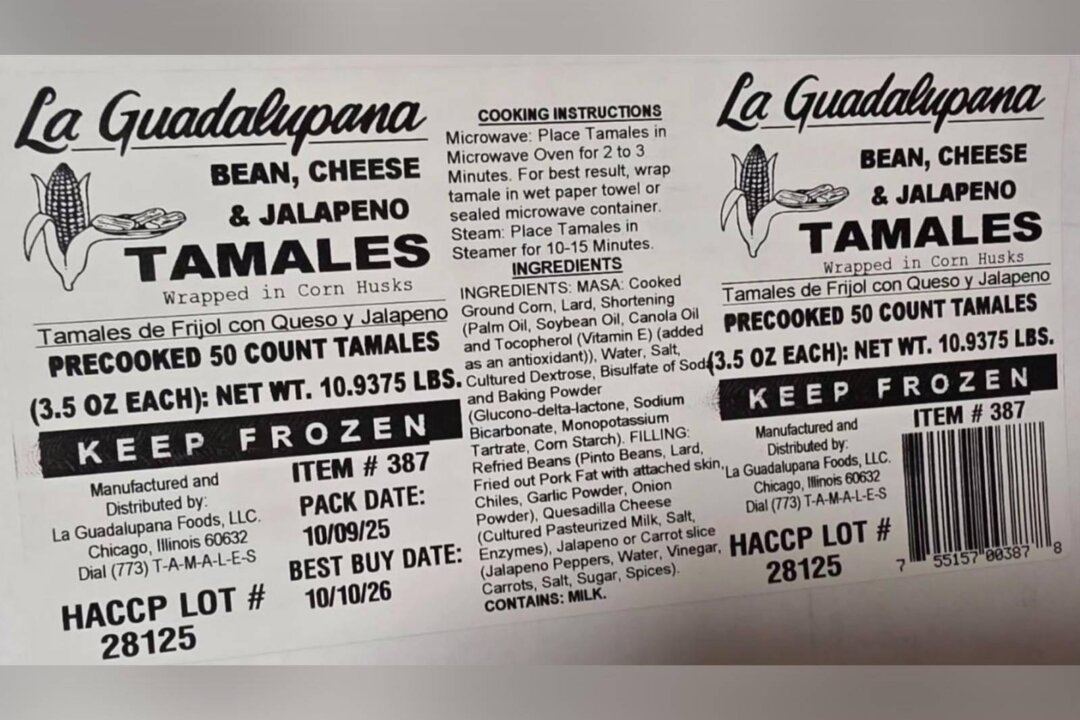 La Guadalupana
BEAN, CHEESE
& JALAPENO
TAMALES
Wrapped in Corn Husks
Tamales de Frijol con Queso y Jalapeno
PRECOOKED 50 COUNT TAMALES
(3.5 OZ EACH): NET WT. 10.9375 LBS.
KEEP FROZEN
Manufactured and
Distributed by:
La Guadalupana Foods, LLC.
Chicago, Illinois 60632
Dial (773) T-A-M-A-L-E-S
HACCP LOT #
28125
ITEM # 387
PACK DATE:
10/09/25
BEST BUY DATE:
10/10/26
COOKING INSTRUCTIONS
Microwave: Place Tamales in
Microwave Oven for 2 to 3
Minutes. For best result, wrap
tamale in wet paper towel or
sealed microwave container.
Steam: Place Tamales in
Steamer for 10-15 Minutes.
INGREDIENTS
INGREDIENTS: MASA: Cooked
Ground Corn, Lard, Shortening
(Palm Oil, Soybean Oil, Canola Oil
and Tocopherol (Vitamin E) (added
as an antioxidant)), Water, Salt,
Cultured Dextrose, Bisulfate of
and Baking Powder
(Glucono-delta-lactone, Sodium
Bicarbonate, Monopotassium
Tartrate, Corn Starch). FILLING:
Refried Beans (Pinto Beans, Lard,
Fried out Pork Fat with attached skin,
Chiles, Garlic Powder, Onion
Powder), Quesadilla Cheese
(Cultured Pasteurized Milk, Salt,
Enzymes), Jalapeno or Carrot slice
(Jalapeno Peppers, Water, Vinegar,
Carrots, Salt, Sugar, Spices).
CONTAINS: MILK.
La Guadalupana
BEAN, CHEESE
& JALAPENO
TAMALES
Wrapped in Corn Husks
Tamales de Frijol con Queso y Jalapeno
PRECOOKED 50 COUNT TAMALES
(3.5 OZ EACH): NET WT. 10.9375 LBS.
KEEP FROZEN
Manufactured and
Distributed by:
La Guadalupana Foods, LLC.
Chicago, Illinois 60632
Dial (773) T-A-M-A-L-E-S
HACCP LOT #
28125
ITEM # 387
7 55157 00387 8